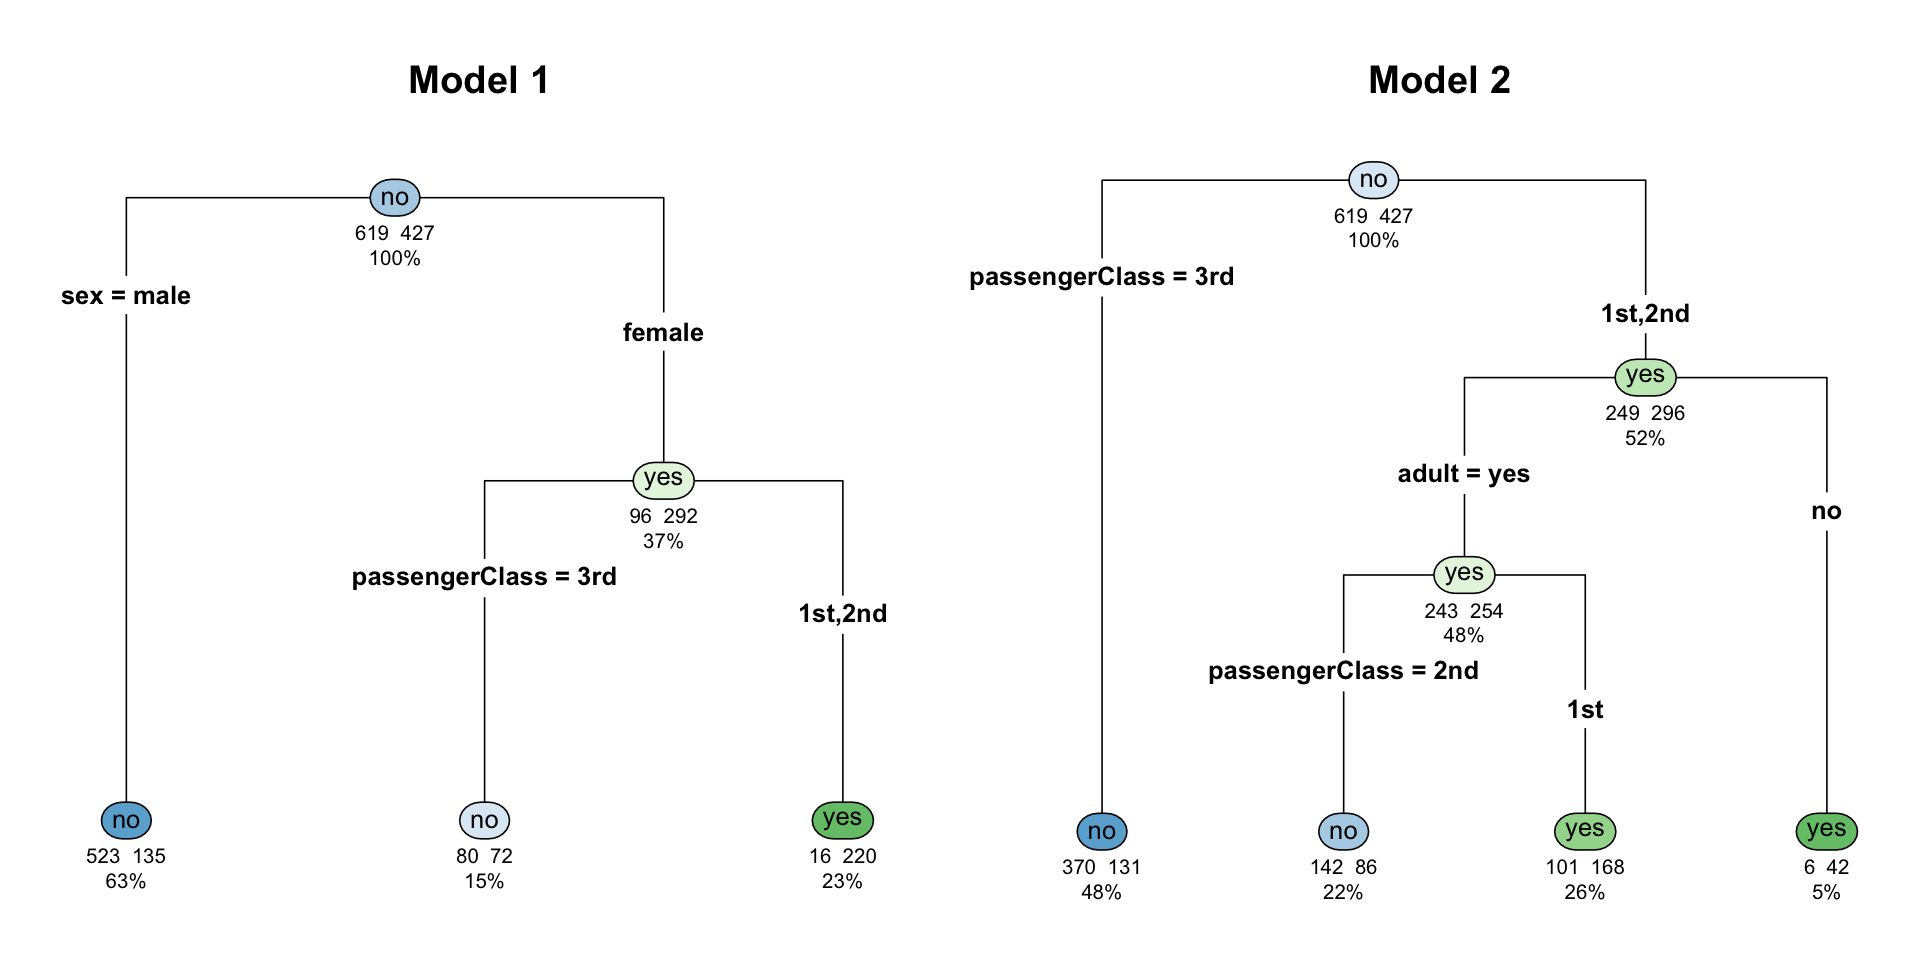 Model 1
no
619 427
100%
sex = male
female
yes
96 292
37%
passengerClass = 3rd
1st,2nd
no
523 135
63%
no
80 72
15%
yes
16 220
23%
Model 2
no
619 427
100%
passengerClass = 3rd
1st,2nd
yes
249 296
52%
adult = yes
no
yes
243 254
48%
passengerClass = 2nd
1st
no
370 131
48%
no
142 86
22%
yes
101 168
26%
yes
6 42
5%